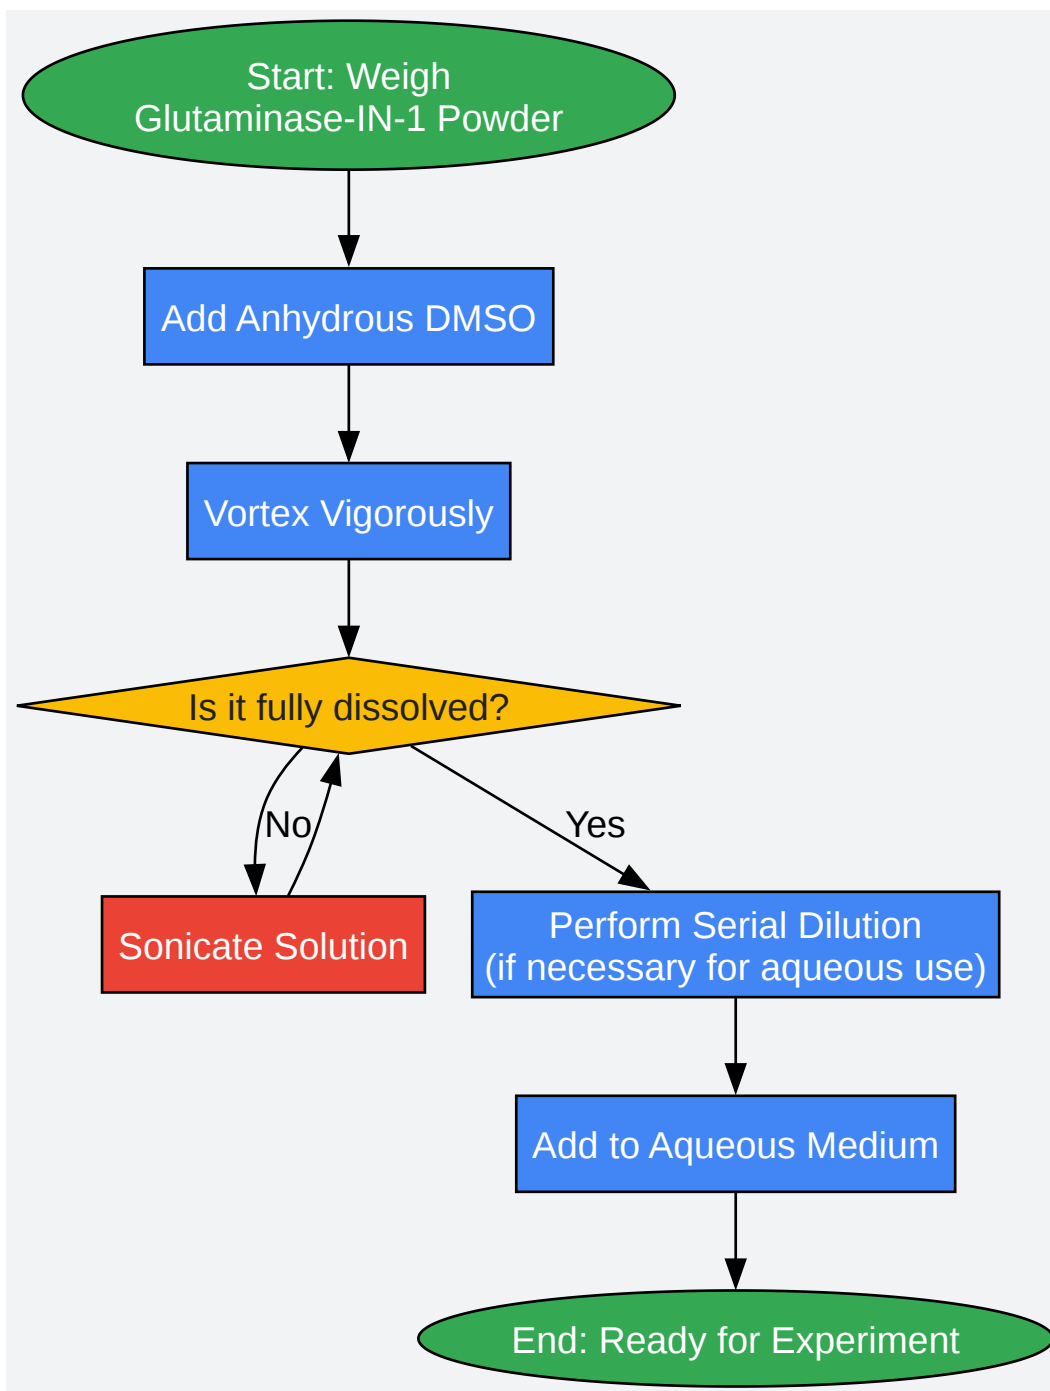 Start: Weigh
Glutaminase-IN-1 Powder
Add Anhydrous DMSO
Vortex Vigorously
Is it fully dissolved?
No
Yes
Sonicate Solution
Perform Serial Dilution
(if necessary for aqueous use)
Add to Aqueous Medium
End: Ready for Experiment